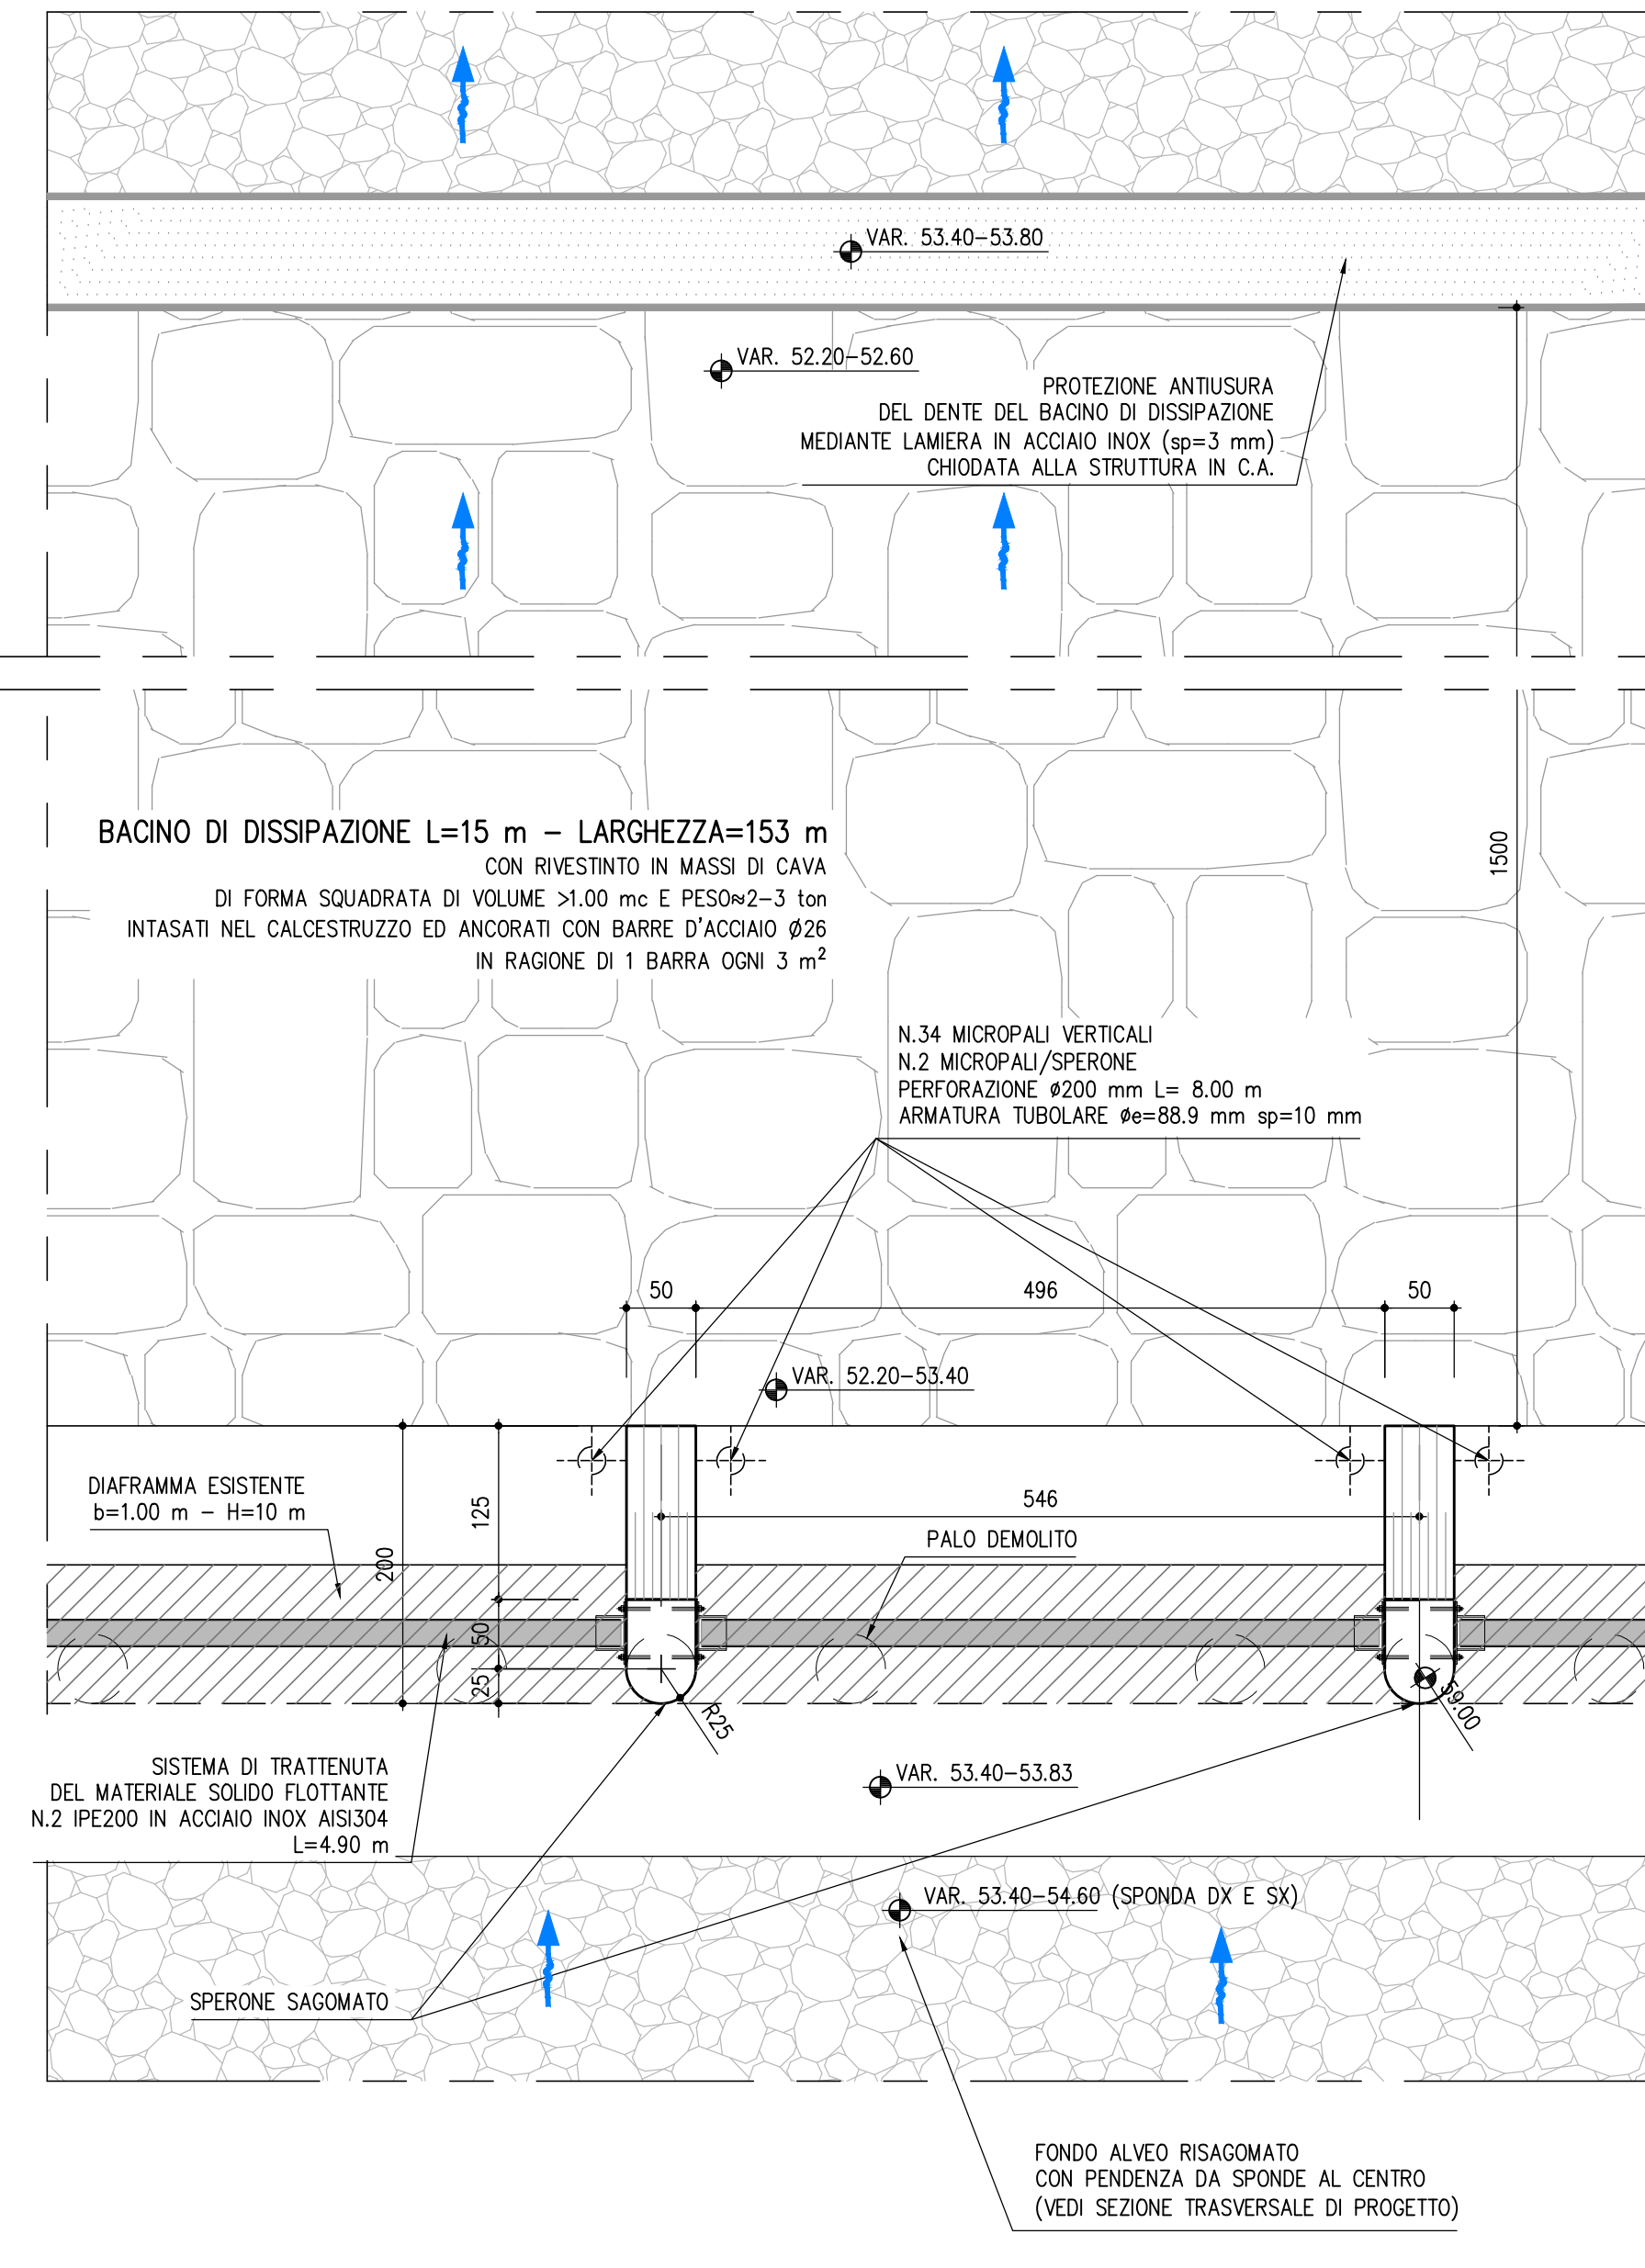 VAR. 53.40-53.80
VAR. 52.20-52.60
PROTEZIONE ANTIUSURA
DEL DENTE DEL BACINO DI DISSIPAZIONE
MEDIANTE LAMIERA IN ACCIAIO INOX (sp=3 mm)
CHIODATA ALLA STRUTTURA IN C.A.
1500
BACINO DI DISSIPAZIONE L=15 m - LARGHEZZA=153 m
CON RIVESTINTO IN MASSI DI CAVA
DI FORMA SQUADRATA DI VOLUME >1.00 mc E PESO≈2-3 ton
INTASATI NEL CALCESTRUZZO ED ANCORATI CON BARRE D'ACCIAIO Ø26
IN RAGIONE DI 1 BARRA OGNI 3 m²
N.34 MICROPALI VERTICALI
N.2 MICROPALI/SPERONE
PERFORAZIONE ø200 mm L= 8.00 m
ARMATURA TUBOLARE øe=88.9 mm sp=10 mm
50
496
50
VAR. 52.20-53.40
DIAFRAMMA ESISTENTE
b=1.00 m - H=10 m
200
125
50
25
546
PALO DEMOLITO
R25
59.00
VAR. 53.40-53.83
SISTEMA DI TRATTENUTA
DEL MATERIALE SOLIDO FLOTTANTE
N.2 IPE200 IN ACCIAIO INOX AISI304
L=4.90 m
VAR. 53.40-54.60 (SPONDA DX E SX)
SPERONE SAGOMATO
FONDO ALVEO RISAGOMATO
CON PENDENZA DA SPONDE AL CENTRO
(VEDI SEZIONE TRASVERSALE DI PROGETTO)